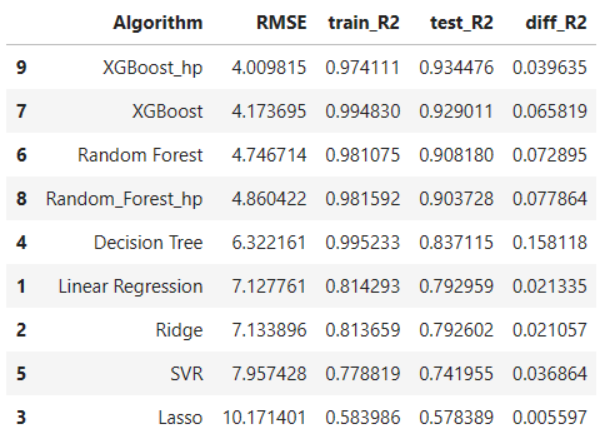 Algorithm RMSE train_R2 test_R2 diff_R2
9 XGBoost_hp 4.009815 0.974111 0.934476 0.039635
7 XGBoost 4.173695 0.994830 0.929011 0.065819
6 Random Forest 4.746714 0.981075 0.908180 0.072895
8 Random_Forest_hp 4.860422 0.981592 0.903728 0.077864
4 Decision Tree 6.322161 0.995233 0.837115 0.158118
1 Linear Regression 7.127761 0.814293 0.792959 0.021335
2 Ridge 7.133896 0.813659 0.792602 0.021057
5 SVR 7.957428 0.778819 0.741955 0.036864
3 Lasso 10.171401 0.583986 0.578389 0.005597